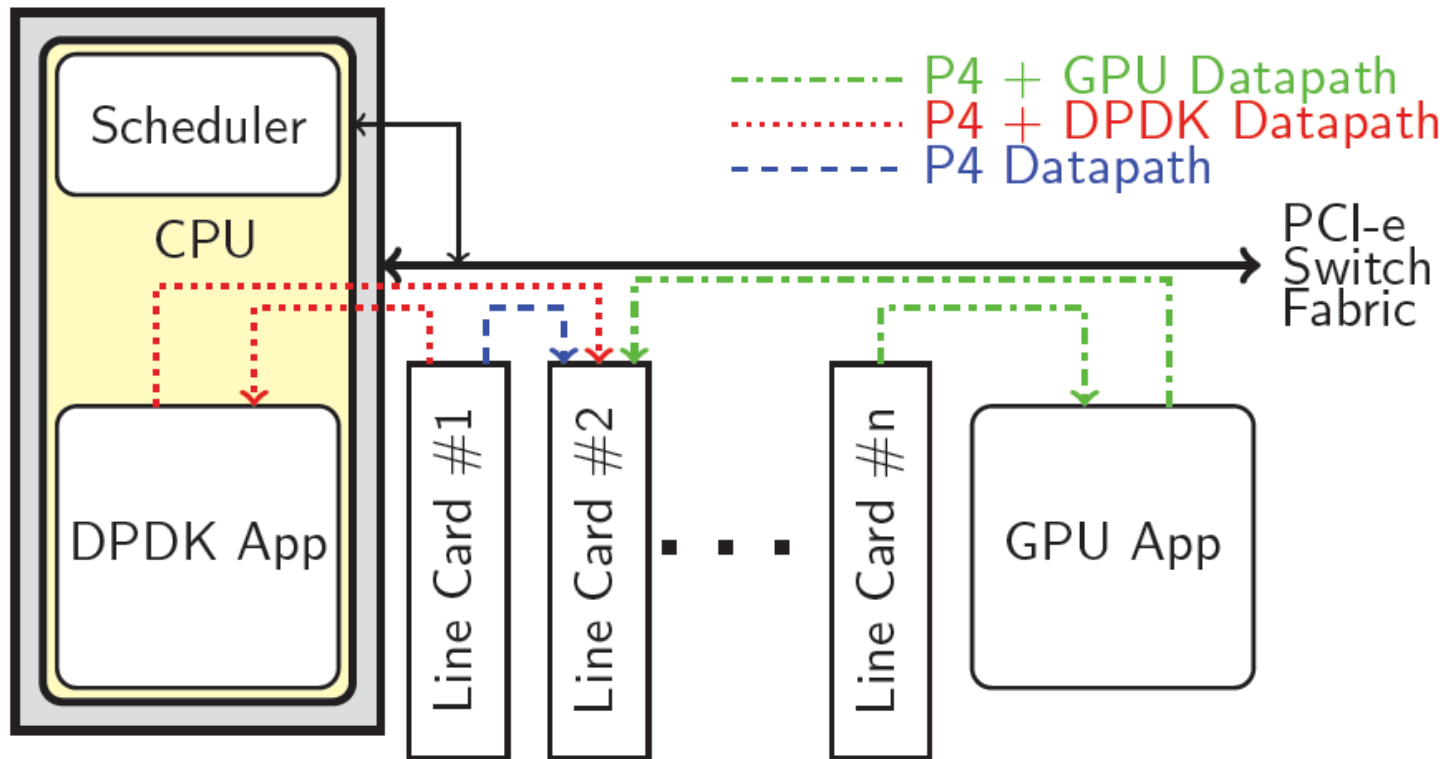 Scheduler
CPU
DPDK App
P4 + GPU Datapath
P4 + DPDK Datapath
P4 Datapath
PCI-e
Switch
Fabric
Line Card #1
Line Card #2
Line Card #n
GPU App